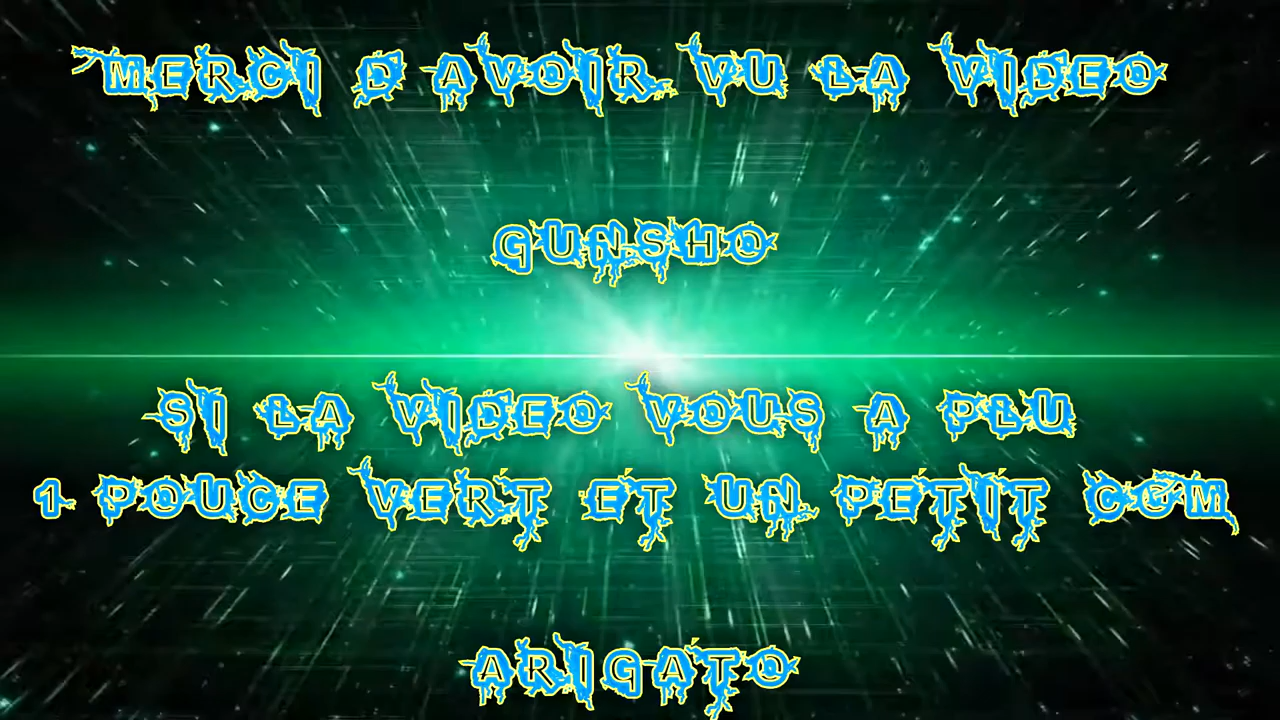 MERCI D AVOIR VU LA VIDEO
GUNSHO
SI LA VIDEO VOUS A PLU
1 POUCE VERT ET UN PETIT COM
ARIGATO